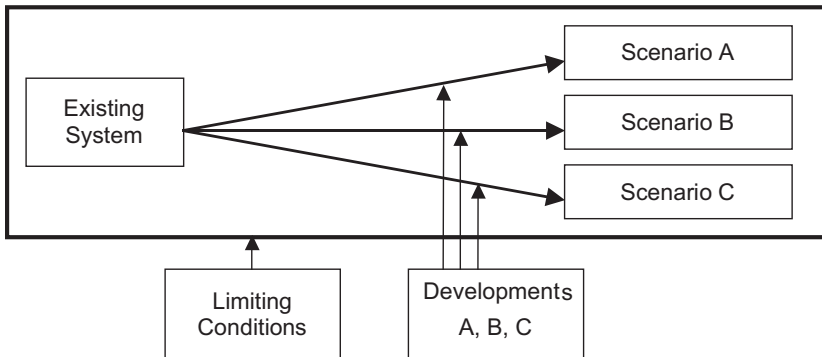 Existing
System
Scenario A
Scenario B
Scenario C
Limiting
Conditions
Developments
A, B, C